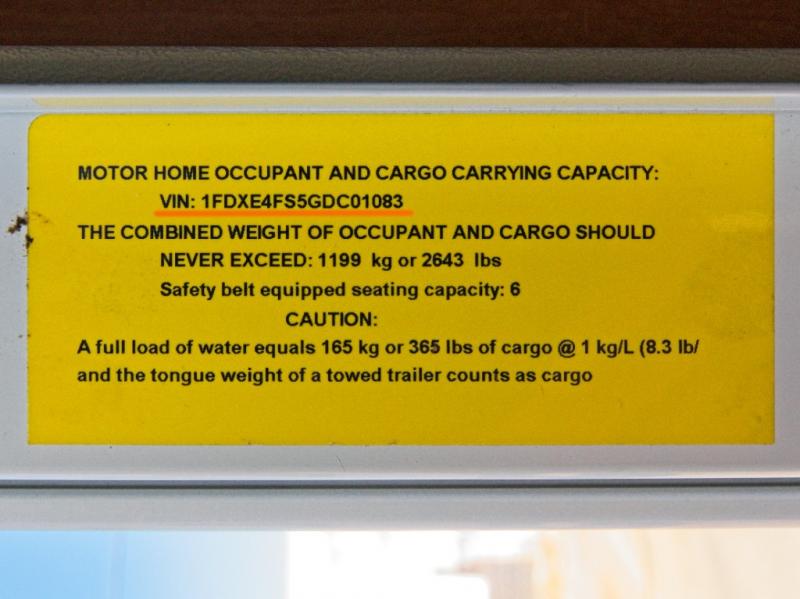 MOTOR HOME OCCUPANT AND CARGO CARRYING CAPACITY:
VIN: 1FDXE4FS5GDC01083
THE COMBINED WEIGHT OF OCCUPANT AND CARGO SHOULD
NEVER EXCEED: 1199 kg or 2643 lbs
Safety belt equipped seating capacity: 6
CAUTION:
A full load of water equals 165 kg or 365 lbs of cargo @ 1 kg/L (8.3 lb/
and the tongue weight of a towed trailer counts as cargo